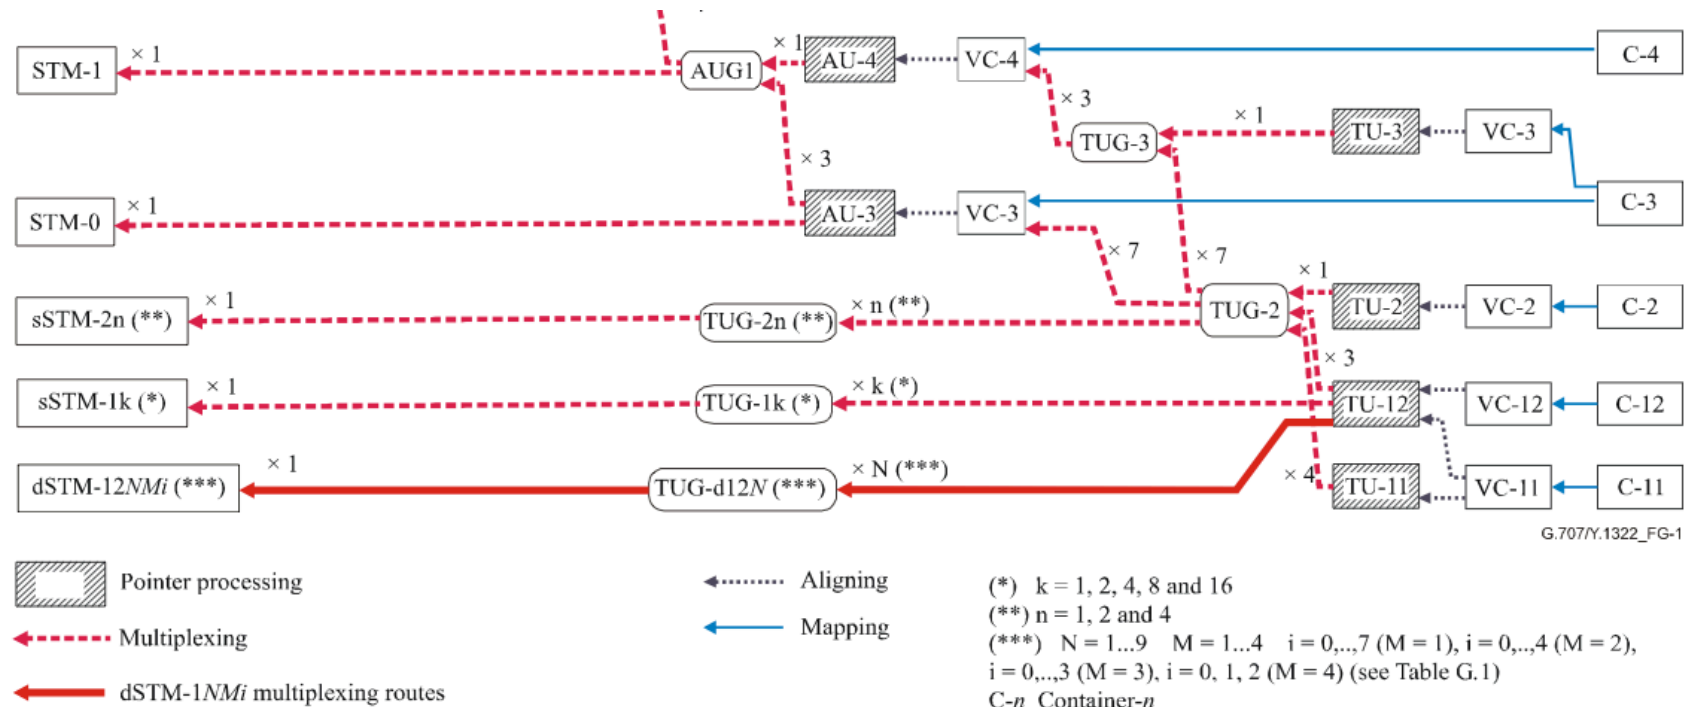 × 1
STM-1
AUG1
× 1
AU-4
VC-4
C-4
× 3
× 1
TUG-3
TU-3
VC-3
× 3
× 1
STM-0
AU-3
VC-3
C-3
× 7
× 7
× 1
× 1
sSTM-2n (**)
TUG-2n (**)
× n (**)
TUG-2
TU-2
VC-2
C-2
× 3
× 1
sSTM-1k (*)
TUG-1k (*)
× k (*)
TU-12
VC-12
C-12
× 1
dSTM-12NMi (***)
TUG-d12N (***)
× N (***)
× 4
TU-11
VC-11
C-11
G.707/Y.1322_FG-1
Pointer processing
Multiplexing
dSTM-1NMi multiplexing routes
Aligning
Mapping
(*) k = 1, 2, 4, 8 and 16
(**) n = 1, 2 and 4
(***) N = 1...9 M = 1...4 i = 0,..,7 (M = 1), i = 0,..,4 (M = 2),
i = 0,..,3 (M = 3), i = 0, 1, 2 (M = 4) (see Table G.1)
C-n Container-n